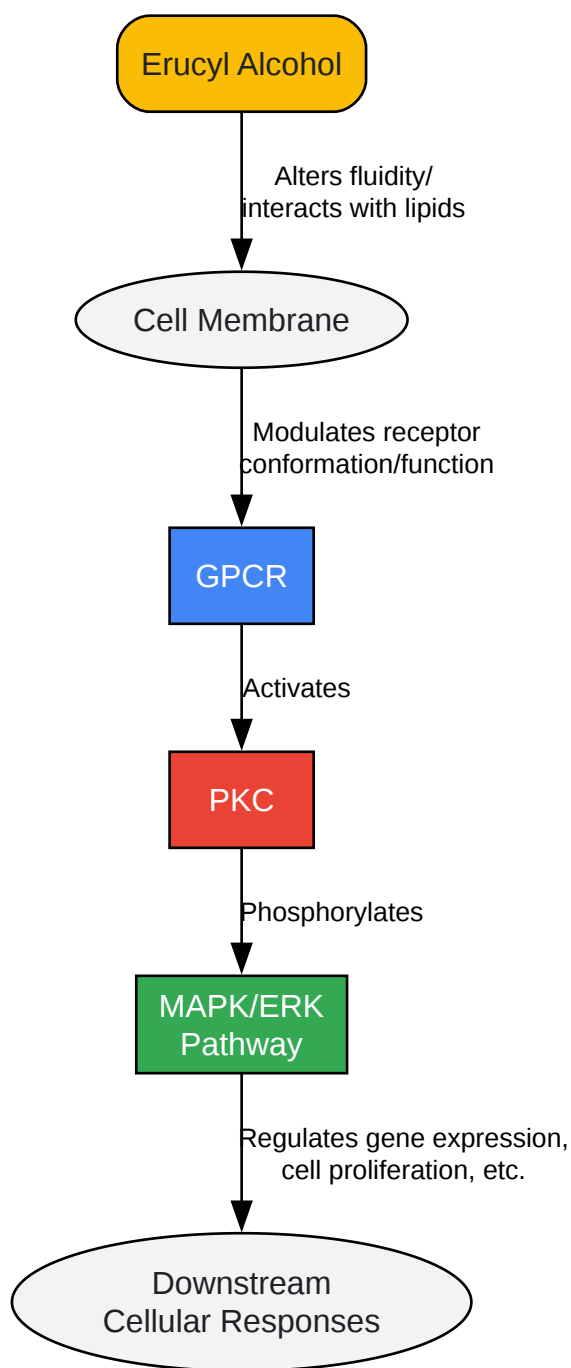 Erucyl Alcohol
Alters fluidity/
interacts with lipids
Cell Membrane
Modulates receptor
conformation/function
GPCR
Activates
PKC
Phosphorylates
MAPK/ERK
Pathway
Regulates gene expression,
cell proliferation, etc.
Downstream
Cellular Responses